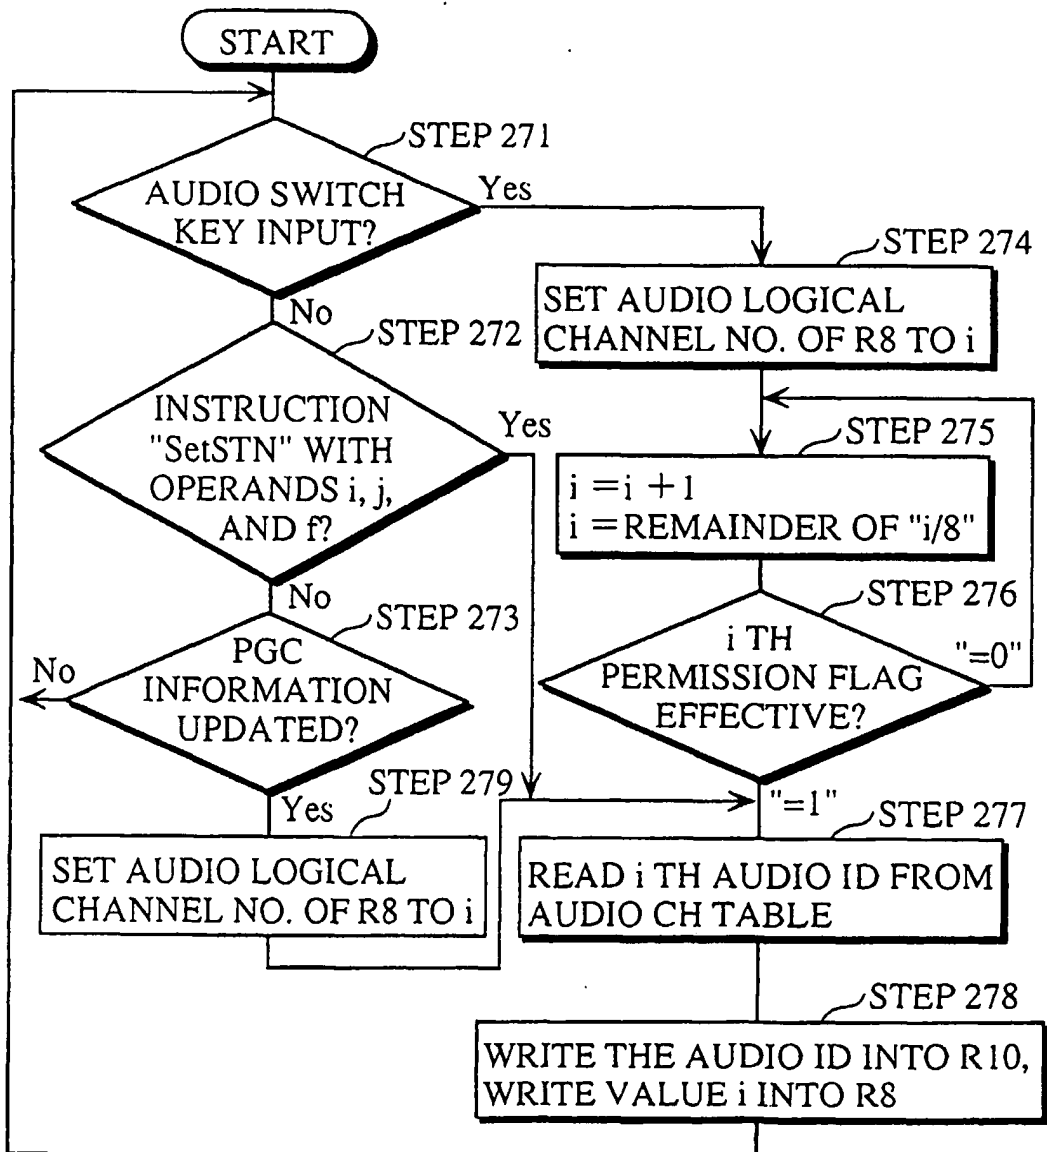 START
STEP 271
AUDIO SWITCH
KEY INPUT?
Yes
No
STEP 272
INSTRUCTION
"SetSTN" WITH
OPERANDS i, j,
AND f?
Yes
No
STEP 273
PGC
INFORMATION
UPDATED?
No
Yes
STEP 279
SET AUDIO LOGICAL
CHANNEL NO. OF R8 TO i
STEP 274
SET AUDIO LOGICAL
CHANNEL NO. OF R8 TO i
STEP 275
i = i + 1
i = REMAINDER OF "i/8"
STEP 276
i TH
PERMISSION FLAG
EFFECTIVE?
"=0"
"=1"
STEP 277
READ i TH AUDIO ID FROM
AUDIO CH TABLE
STEP 278
WRITE THE AUDIO ID INTO R10,
WRITE VALUE i INTO R8